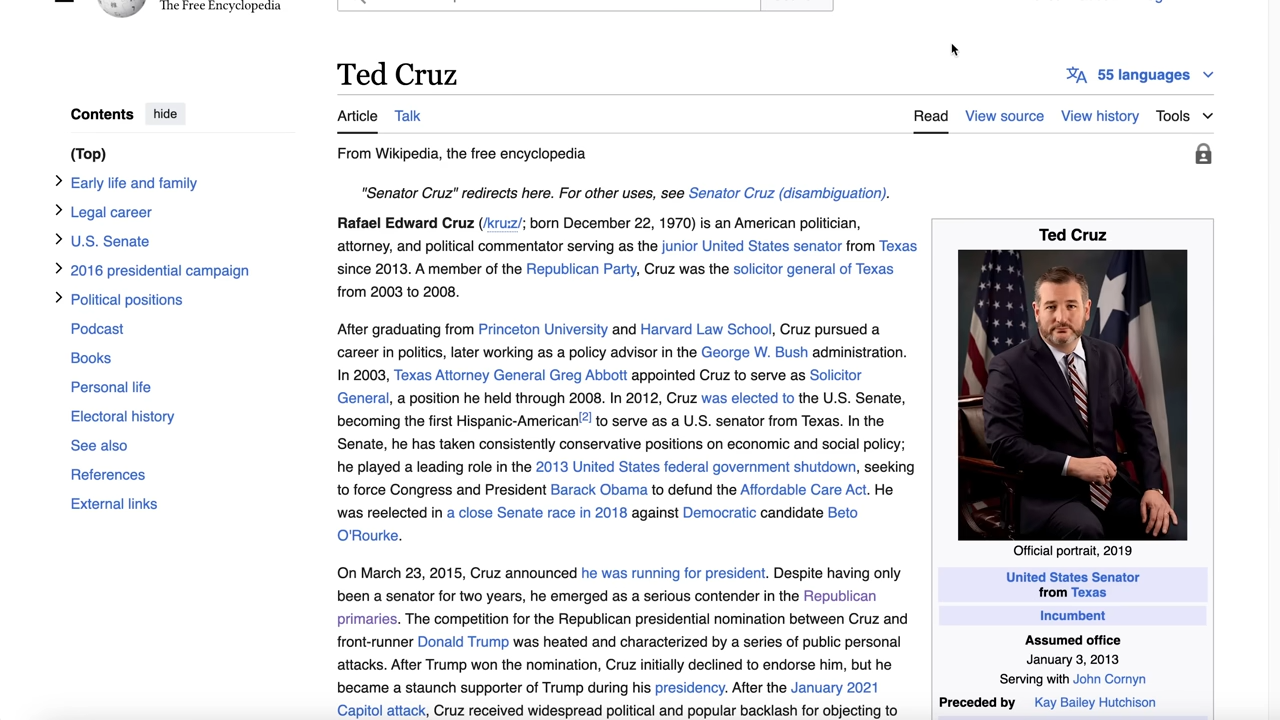 The Free Encyclopedia
Ted Cruz
55 languages
Contents hide
Article Talk
Read View source View history Tools
(Top)
Early life and family
Legal career
U.S. Senate
2016 presidential campaign
Political positions
Podcast
Books
Personal life
Electoral history
See also
References
External links
From Wikipedia, the free encyclopedia
"Senator Cruz" redirects here. For other uses, see Senator Cruz (disambiguation).
Rafael Edward Cruz (/kruːz/; born December 22, 1970) is an American politician,
attorney, and political commentator serving as the junior United States senator from Texas
since 2013. A member of the Republican Party, Cruz was the solicitor general of Texas
from 2003 to 2008.
After graduating from Princeton University and Harvard Law School, Cruz pursued a
career in politics, later working as a policy advisor in the George W. Bush administration.
In 2003, Texas Attorney General Greg Abbott appointed Cruz to serve as Solicitor
General, a position he held through 2008. In 2012, Cruz was elected to the U.S. Senate,
becoming the first Hispanic-American[2] to serve as a U.S. senator from Texas. In the
Senate, he has taken consistently conservative positions on economic and social policy;
he played a leading role in the 2013 United States federal government shutdown, seeking
to force Congress and President Barack Obama to defund the Affordable Care Act. He
was reelected in a close Senate race in 2018 against Democratic candidate Beto
O'Rourke.
On March 23, 2015, Cruz announced he was running for president. Despite having only
been a senator for two years, he emerged as a serious contender in the Republican
primaries. The competition for the Republican presidential nomination between Cruz and
front-runner Donald Trump was heated and characterized by a series of public personal
attacks. After Trump won the nomination, Cruz initially declined to endorse him, but he
became a staunch supporter of Trump during his presidency. After the January 2021
Capitol attack, Cruz received widespread political and popular backlash for objecting to
Ted Cruz
Official portrait, 2019
United States Senator
from Texas
Incumbent
Assumed office
January 3, 2013
Serving with John Cornyn
Preceded by Kay Bailey Hutchison